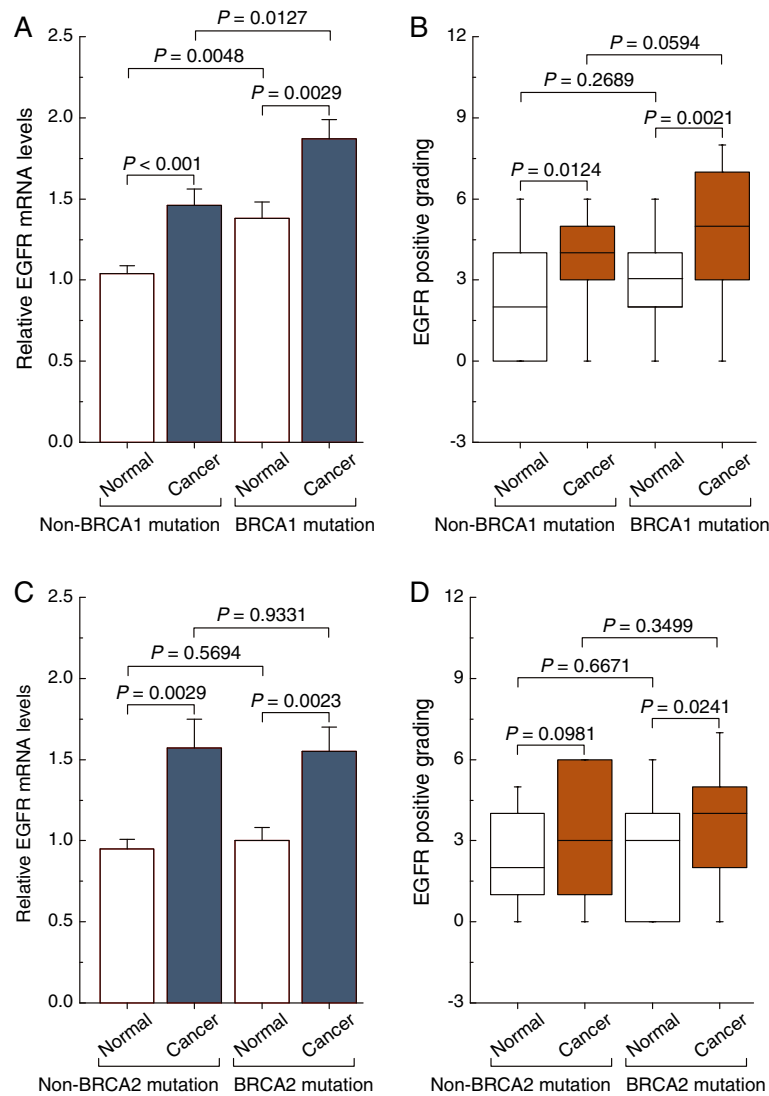 A
Relative EGFR mRNA levels
2.5
2.0
1.5
1.0
0.5
0.0
P = 0.0127
P = 0.0048
P = 0.0029
P < 0.001
Normal
Cancer
Normal
Cancer
Non-BRCA1 mutation
BRCA1 mutation
B
EGFR positive grading
12
9
6
3
0
-3
P = 0.0594
P = 0.2689
P = 0.0021
P = 0.0124
Normal
Cancer
Normal
Cancer
Non-BRCA1 mutation
BRCA1 mutation
C
Relative EGFR mRNA levels
2.5
2.0
1.5
1.0
0.5
0.0
P = 0.9331
P = 0.5694
P = 0.0029
P = 0.0023
Normal
Cancer
Normal
Cancer
Non-BRCA2 mutation
BRCA2 mutation
D
EGFR positive grading
12
9
6
3
0
-3
P = 0.3499
P = 0.6671
P = 0.0241
P = 0.0981
Normal
Cancer
Normal
Cancer
Non-BRCA2 mutation
BRCA2 mutation